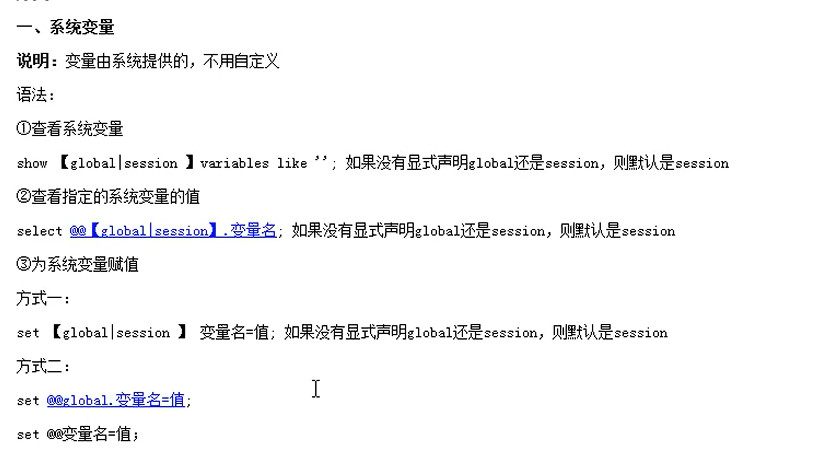 一、系统变量
说明：变量由系统提供的，不用自定义
语法：
①查看系统变量
show 【global|session 】variables like ''; 如果没有显式声明global还是session，则默认是session
②查看指定的系统变量的值
select @@【global|session】.变量名; 如果没有显式声明global还是session，则默认是session
③为系统变量赋值
方式一：
set 【global|session 】 变量名=值; 如果没有显式声明global还是session，则默认是session
方式二：
set @@global.变量名=值;
set @@变量名=值；